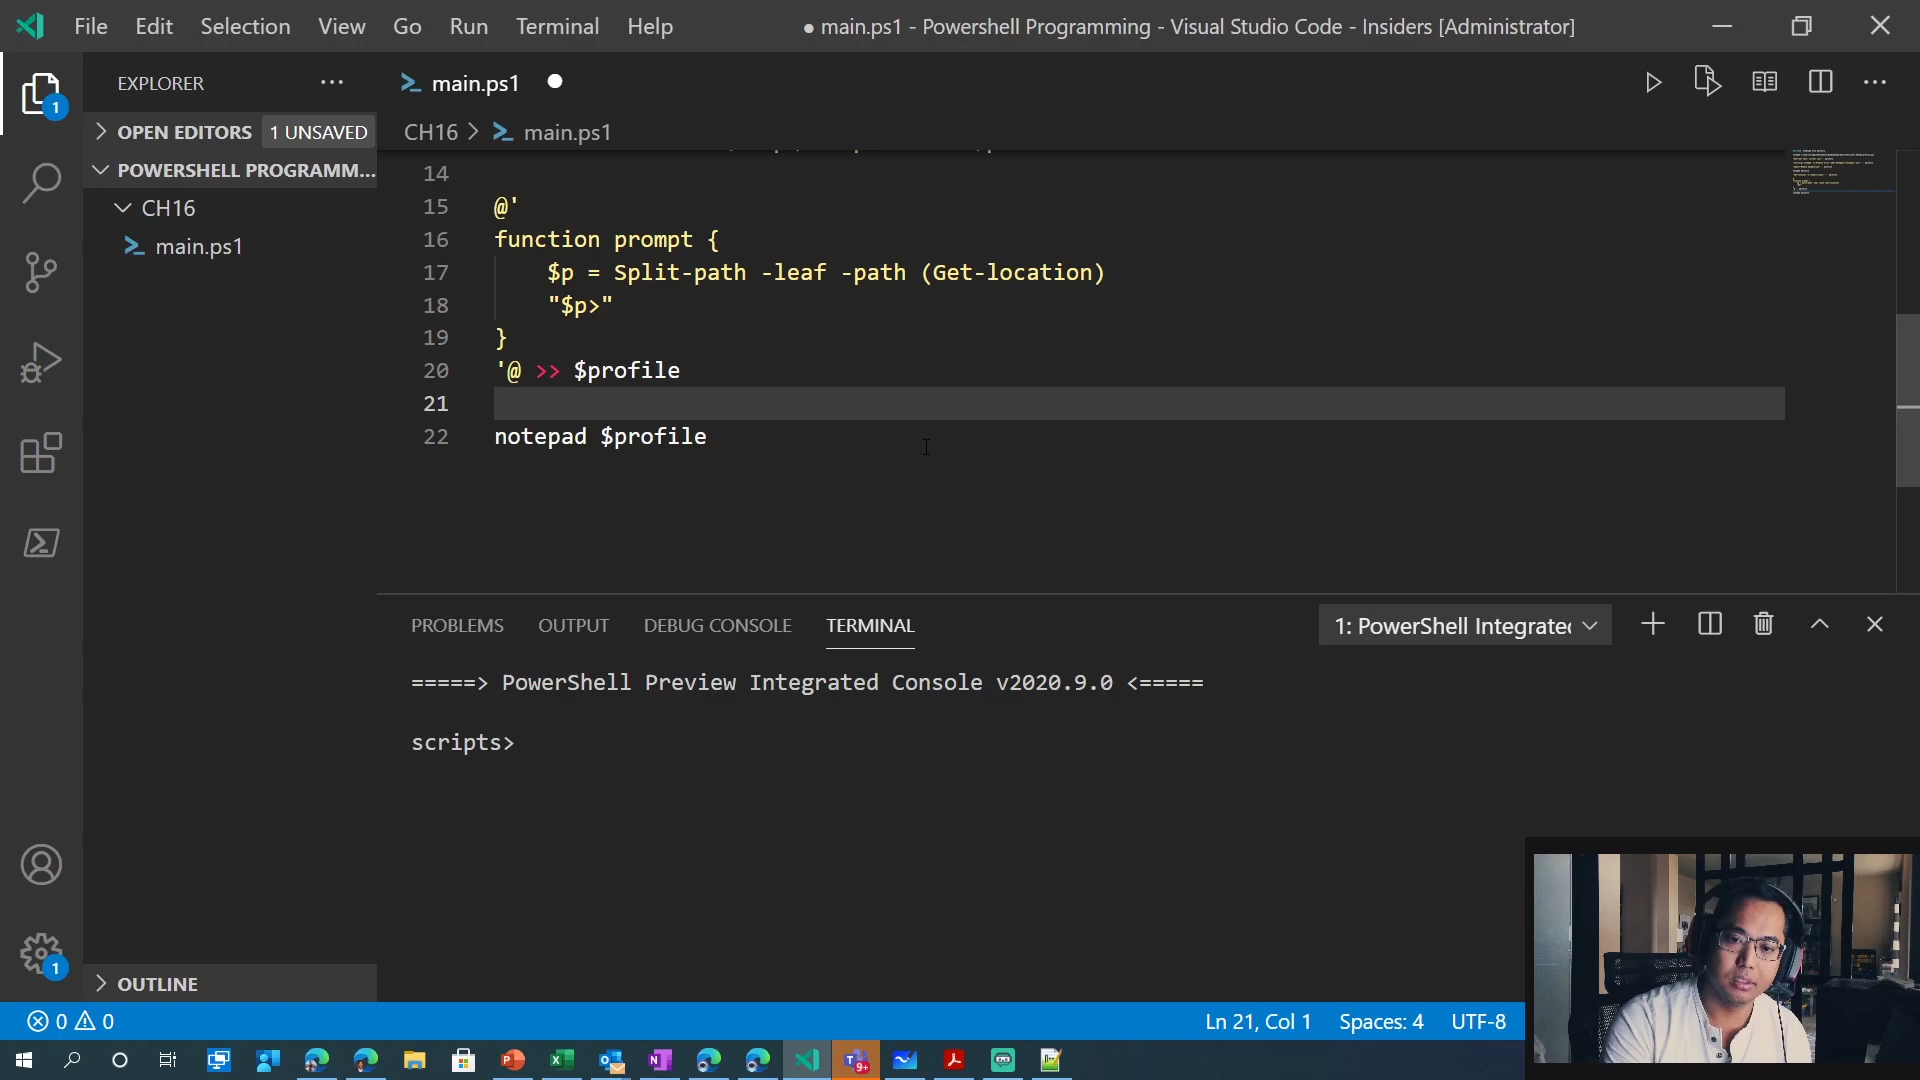 File Edit Selection View Go Run Terminal Help
● main.ps1 - Powershell Programming - Visual Studio Code - Insiders [Administrator]
EXPLORER ···
1
OPEN EDITORS 1 UNSAVED
POWERSHELL PROGRAMM...
CH16
main.ps1
OUTLINE
1
main.ps1
CH16 > main.ps1
14
15 @'
16 function prompt {
17 $p = Split-path -leaf -path (Get-location)
18 "$p>"
19 }
20 '@ >> $profile
21
22 notepad $profile
PROBLEMS OUTPUT DEBUG CONSOLE TERMINAL
1: PowerShell Integrate
=====> PowerShell Preview Integrated Console v2020.9.0 <=====
scripts>
0 0
Ln 21, Col 1 Spaces: 4 UTF-8
9+